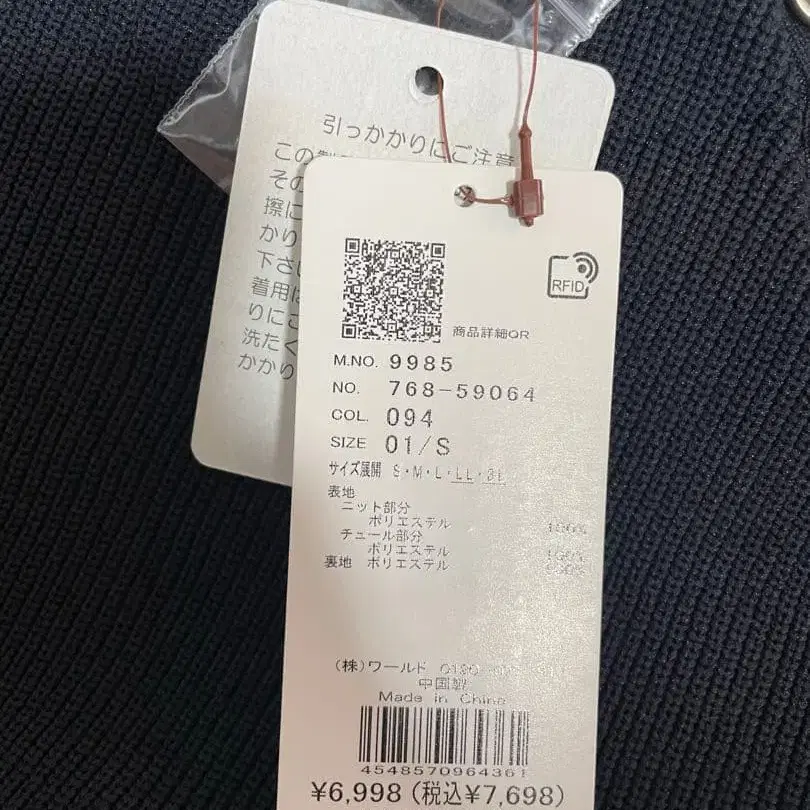 引っかかりにご注意
この
その
擦に
かかり
下さい
着用
りにご
洗たく
かかり
RFID
商品詳細QR
M.NO. 9985
NO. 768-59064
COL. 094
SIZE 01/S
サイズ展開 S・M・L・LL・3L
表地
ニット部分
ポリエステル 100%
チュール部分
ポリエステル 100%
裏地 ポリエステル 100%
(株)ワールド
中国製
Made in China
4548570964361
¥6,998(税込¥7,698)